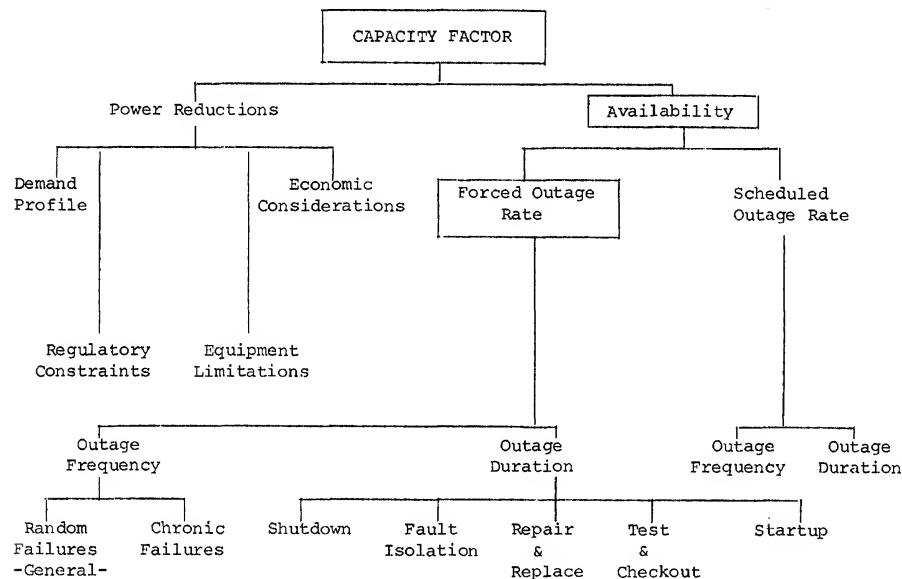 CAPACITY FACTOR
Power Reductions
Availability
Demand
Profile
Economic
Considerations
Forced Outage
Rate
Scheduled
Outage Rate
Regulatory
Constraints
Equipment
Limitations
Outage
Frequency
Outage
Duration
Outage
Frequency
Outage
Duration
Random
Failures
-General-
Chronic
Failures
Shutdown
Fault
Isolation
Repair
&
Replace
Test
&
Checkout
Startup